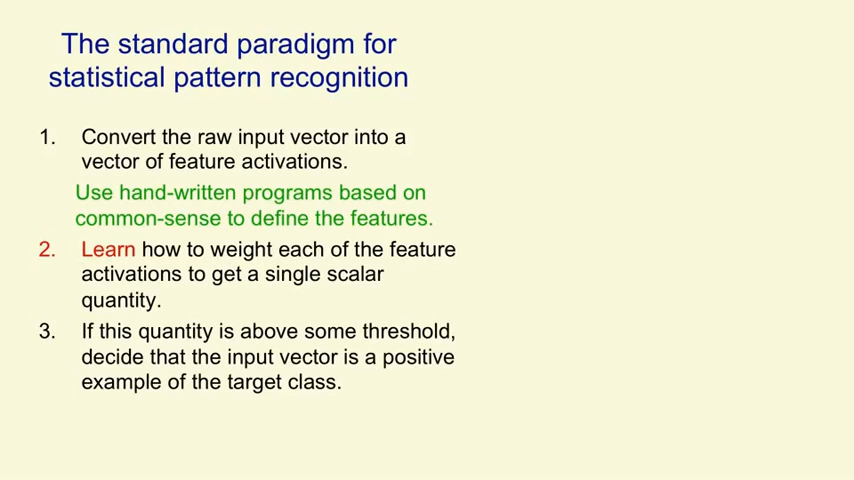 The standard paradigm for
statistical pattern recognition
1. Convert the raw input vector into a
vector of feature activations.
Use hand-written programs based on
common-sense to define the features.
2. Learn how to weight each of the feature
activations to get a single scalar
quantity.
3. If this quantity is above some threshold,
decide that the input vector is a positive
example of the target class.